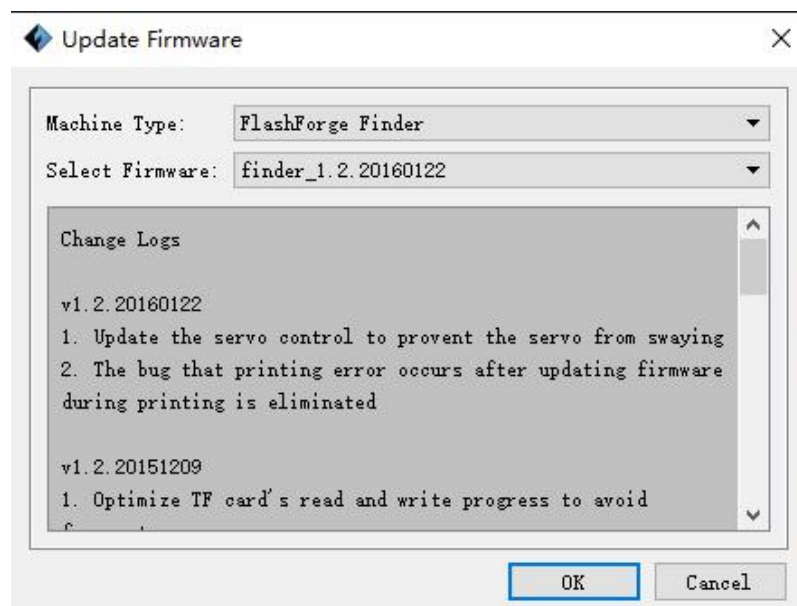 Update Firmware
Machine Type:
FlashForge Finder
Select Firmware:
finder_1.2.20160122
Change Logs
v1.2.20160122
1. Update the servo control to provent the servo from swaying
2. The bug that printing error occurs after updating firmware
during printing is eliminated
v1.2.20151209
1. Optimize TF card's read and write progress to avoid
OK
Cancel